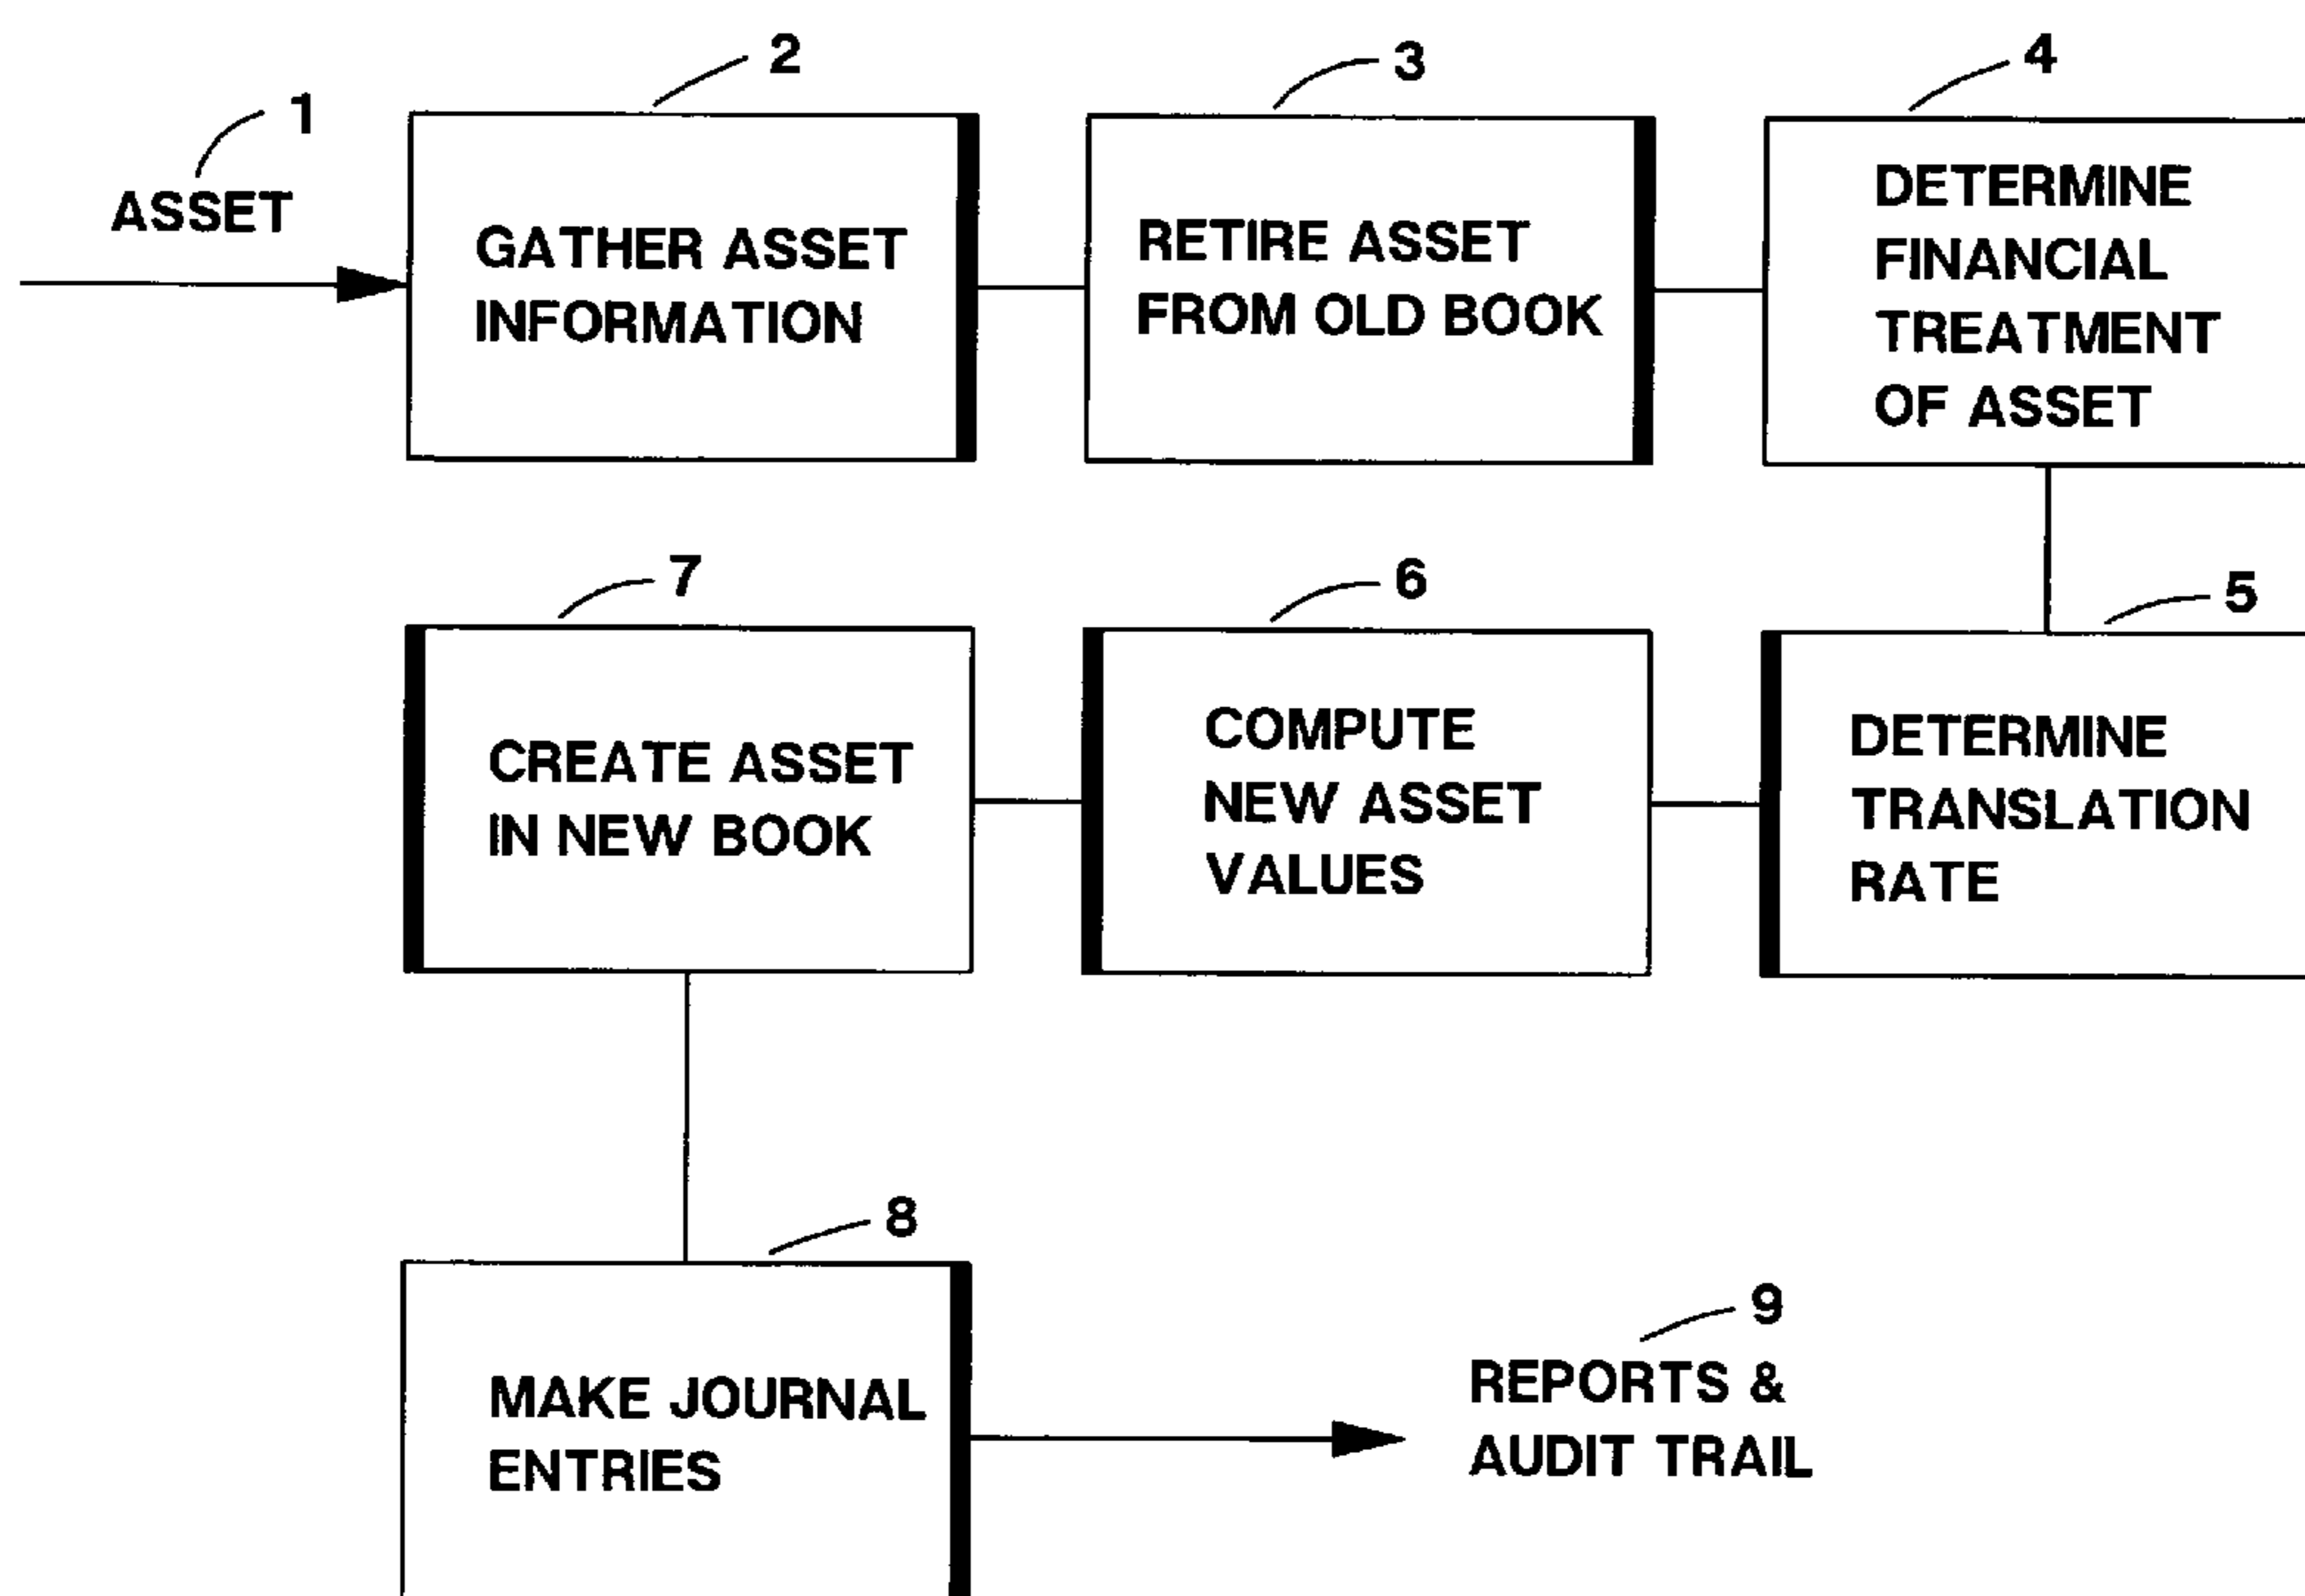 1
ASSET
2
GATHER ASSET
INFORMATION
3
RETIRE ASSET
FROM OLD BOOK
4
DETERMINE
FINANCIAL
TREATMENT
OF ASSET
5
DETERMINE
TRANSLATION
RATE
6
COMPUTE
NEW ASSET
VALUES
7
CREATE ASSET
IN NEW BOOK
8
MAKE JOURNAL
ENTRIES
9
REPORTS &
AUDIT TRAIL